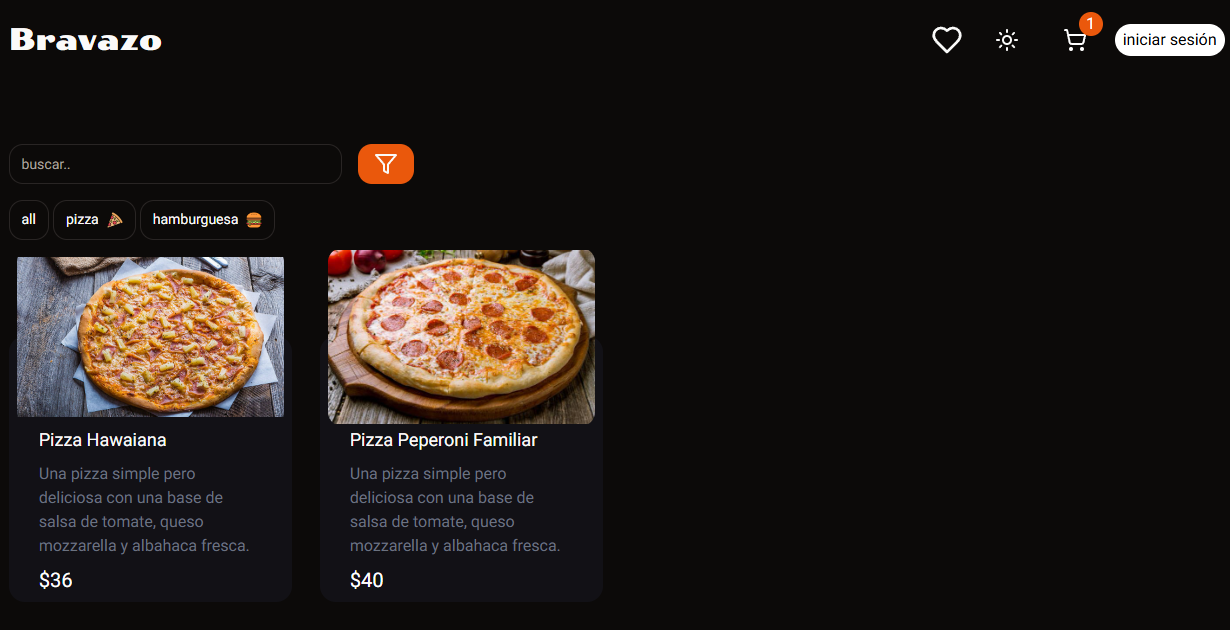 Bravazo
1
iniciar sesión
buscar..
all
pizza
hamburguesa
Pizza Hawaiana
Una pizza simple pero
deliciosa con una base de
salsa de tomate, queso
mozzarella y albahaca fresca.
$36
Pizza Peperoni Familiar
Una pizza simple pero
deliciosa con una base de
salsa de tomate, queso
mozzarella y albahaca fresca.
$40